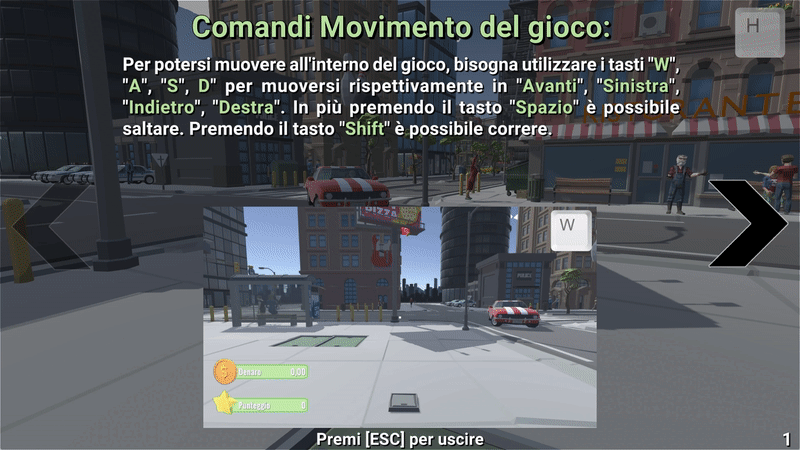 Comandi Movimento del gioco:
H
Per potersi muovere all'interno del gioco, bisogna utilizzare i tasti "W",
"A", "S", D" per muoversi rispettivamente in "Avanti", "Sinistra",
"Indietro", "Destra". In più premendo il tasto "Spazio" è possibile
saltare. Premendo il tasto "Shift" è possibile correre.
PIZZA
W
POLICE
Denaro 0,00
Punteggio 0
Premi [ESC] per uscire
1